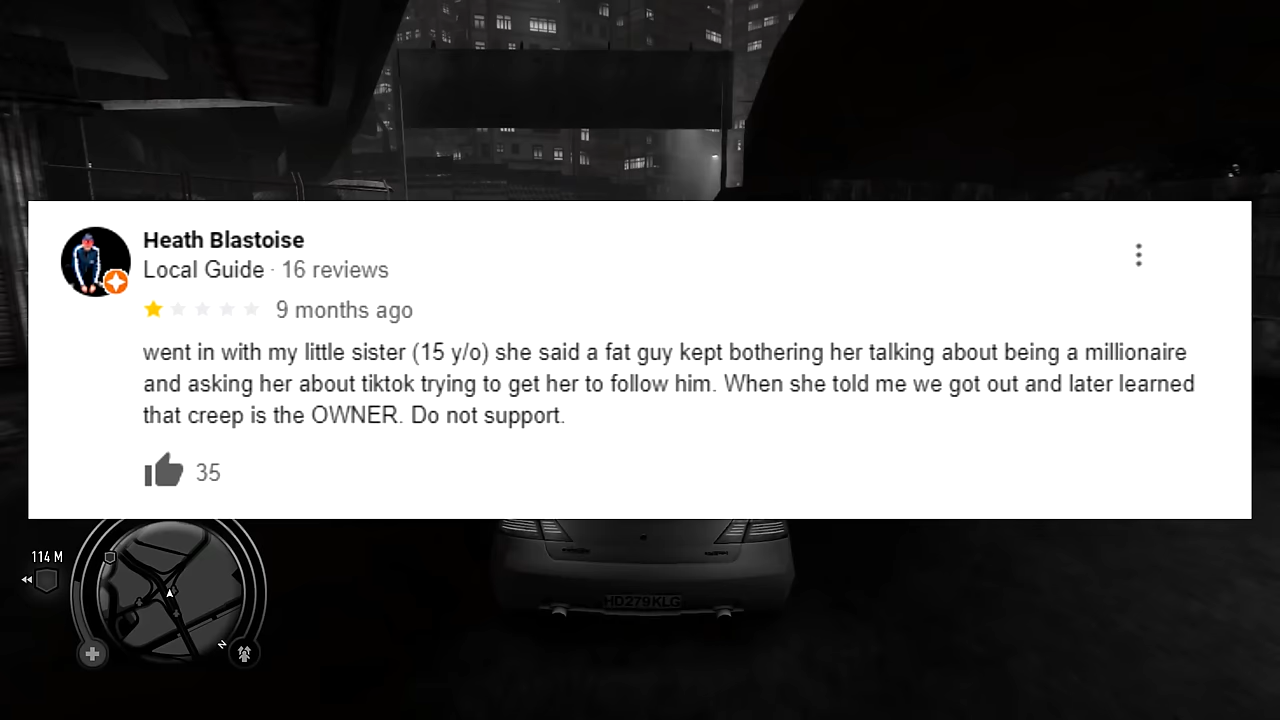 Heath Blastoise
Local Guide · 16 reviews
9 months ago
went in with my little sister (15 y/o) she said a fat guy kept bothering her talking about being a millionaire
and asking her about tiktok trying to get her to follow him. When she told me we got out and later learned
that creep is the OWNER. Do not support.
35
114 M
HD279KLG
N